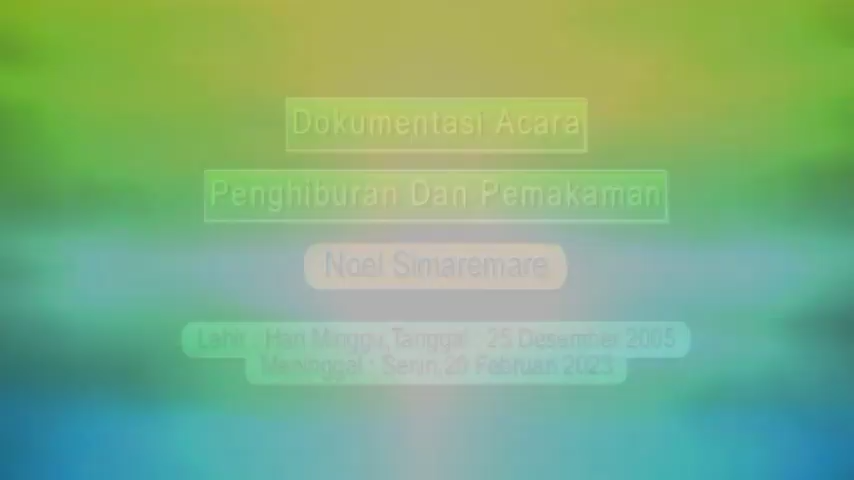 Dokumentasi Acara
Penghiburan Dan Pemakaman
Noel Simaremare
Lahir : Hari Minggu, Tanggal : 25 Desember 2005
Meninggal : Senin, 20 Februari 2023